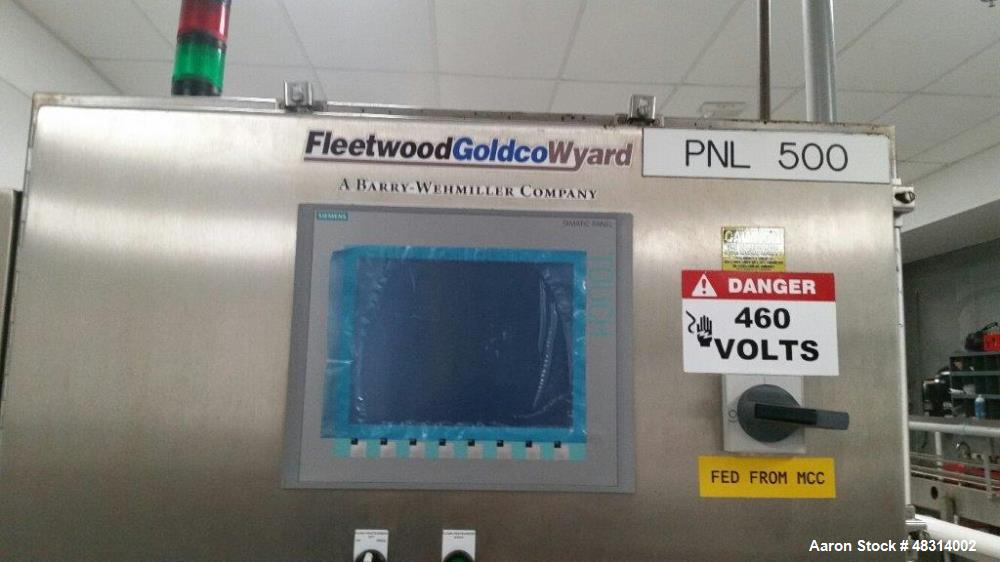 FleetwoodGoldcoWyard
A BARRY-WEHMILLER COMPANY
PNL 500
SIEMENS
SIMATIC PANEL
TOUCH
CAUTION
DANGER
460
VOLTS
FED FROM MCC
Aaron Stock # 48314002